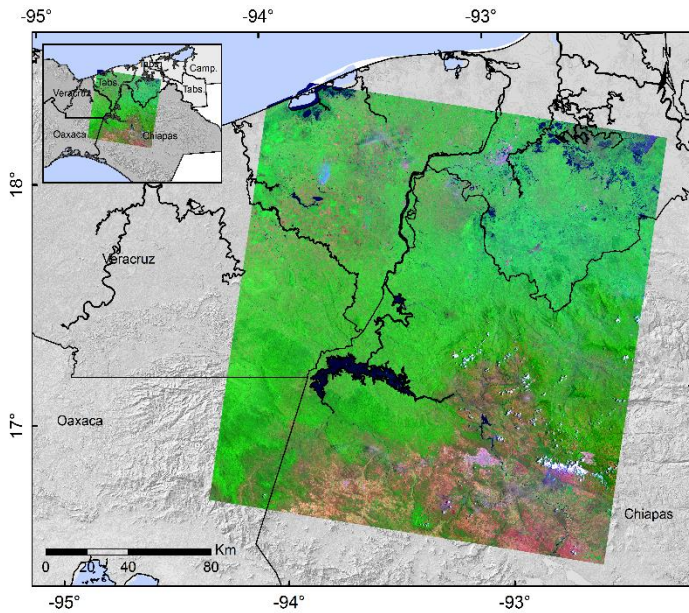 -95° -94° -93°
N
Tabs.
Camp.
Tabs.
Veracruz
Tabs.
Oaxaca
Chiapas
18°
Veracruz
17°
Oaxaca
Chiapas
Km
0 20 40 80
-95° -94° -93°